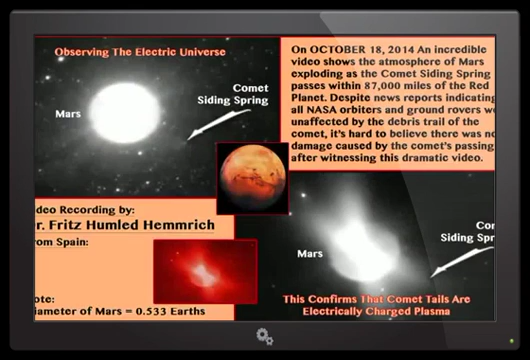 Observing The Electric Universe
Comet
Siding Spring
Mars
On OCTOBER 18, 2014 An incredible
video shows the atmosphere of Mars
exploding as the Comet Siding Spring
passes within 87,000 miles of the Red
Planet. Despite news reports indicating
all NASA orbiters and ground rovers w
unaffected by the debris trail of the
comet, it's hard to believe there was no
damage caused by the comet's passing
after witnessing this dramatic video.
deo Recording by:
r. Fritz Humled Hemmrich
rom Spain:
ote:
iameter of Mars = 0.533 Earths
Cor
Siding Spr
Mars
This Confirms That Comet Tails Are
Electrically Charged Plasma